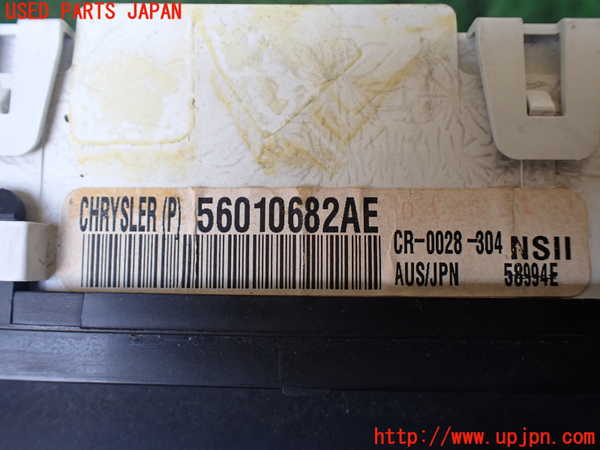 USED PARTS JAPAN
CHRYSLER (P) 56010682AE
CR-0028-304 NSII
AUS/JPN 58994E
http://www.upjpn.com/